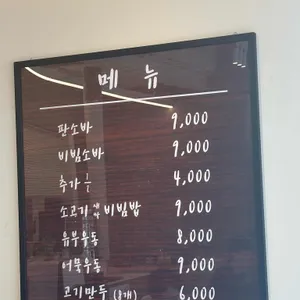 메 뉴
판소바 9,000
비빔소바 9,000
추가 4,000
소고기 비빔밥 9,000
유부우동 8,000
어묵우동 9,000
고기만두 (8개) 6,000